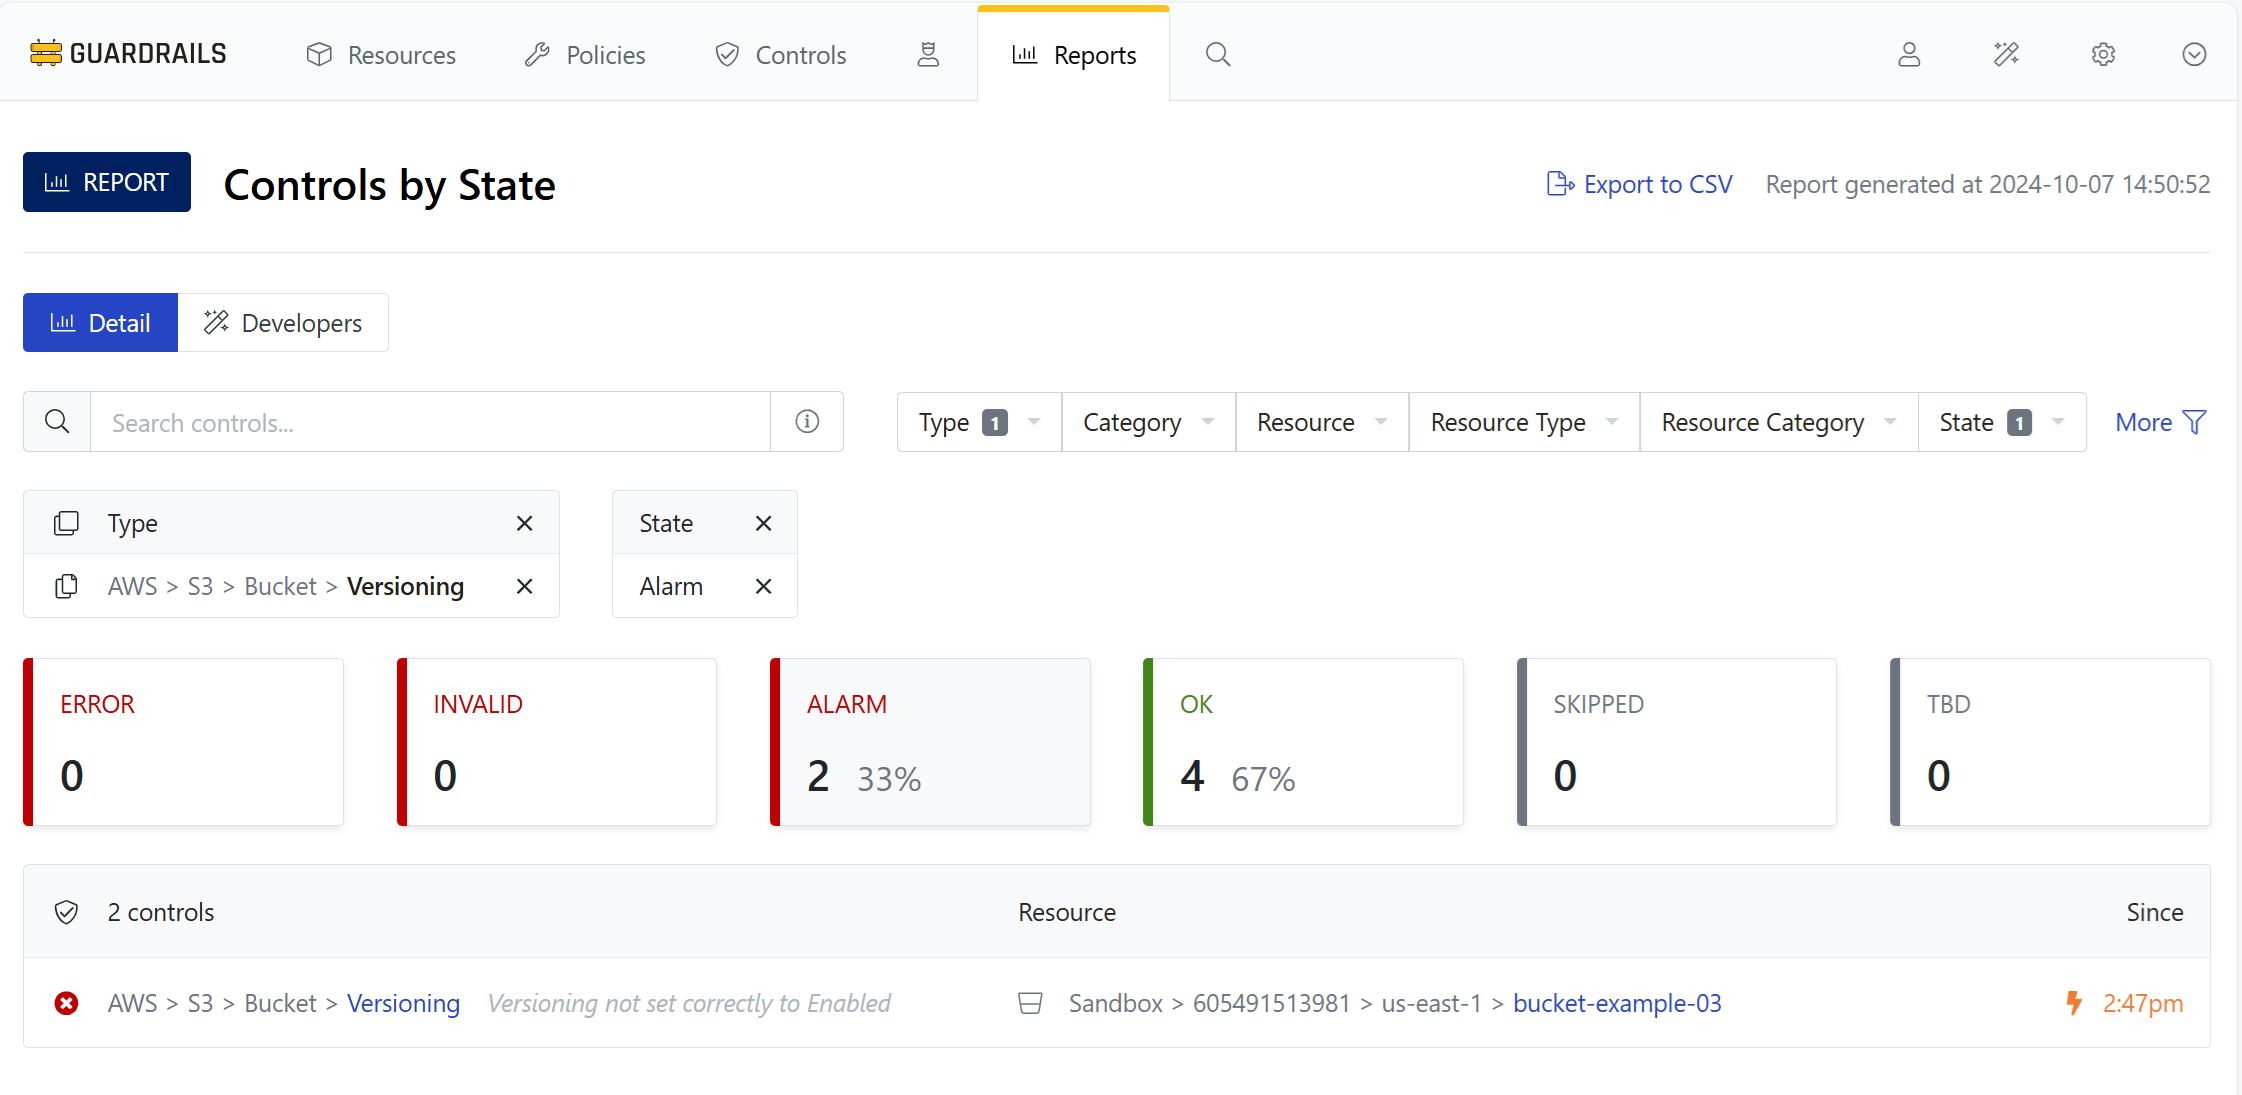 GUARDRAILS Resources Policies Controls Reports
REPORT Controls by State Export to CSV Report generated at 2024-10-07 14:50:52
Detail Developers
Search controls... Type 1 Category Resource Resource Type Resource Category State 1 More
Type State
AWS > S3 > Bucket > Versioning Alarm
ERROR INVALID ALARM OK SKIPPED TBD
0 0 2 33% 4 67% 0 0
2 controls Resource Since
AWS > S3 > Bucket > Versioning Versioning not set correctly to Enabled Sandbox > 605491513981 > us-east-1 > bucket-example-03 2:47pm